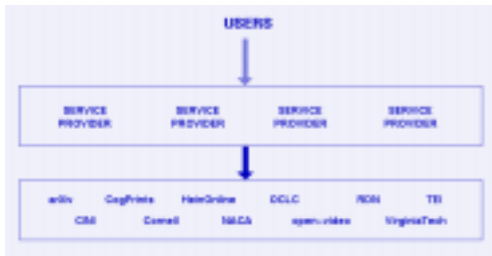 USERS
SERVICE SERVICE SERVICE SERVICE
PROVIDER PROVIDER PROVIDER PROVIDER
arXiv CogPrints HeinOnline OCLC RDN TEI
CIMI Cornell NACA open-video VirginiaTech